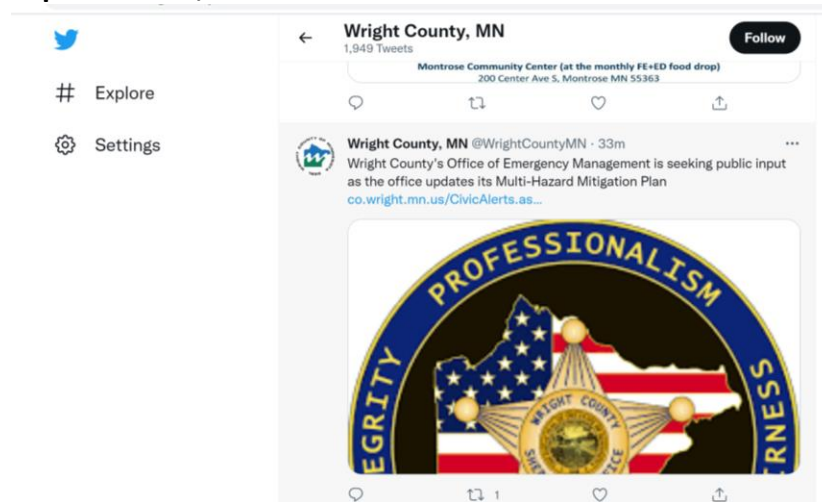 Wright County, MN
1,949 Tweets
Follow
Explore
Settings
Montrose Community Center (at the monthly FE+ED food drop)
200 Center Ave S, Montrose MN 55363
Wright County, MN @WrightCountyMN · 33m
Wright County's Office of Emergency Management is seeking public input
as the office updates its Multi-Hazard Mitigation Plan
co.wright.mn.us/CivicAlerts.as...
PROFESSIONALISM
EGRITY
RNESS
WRIGHT COUNTY
1